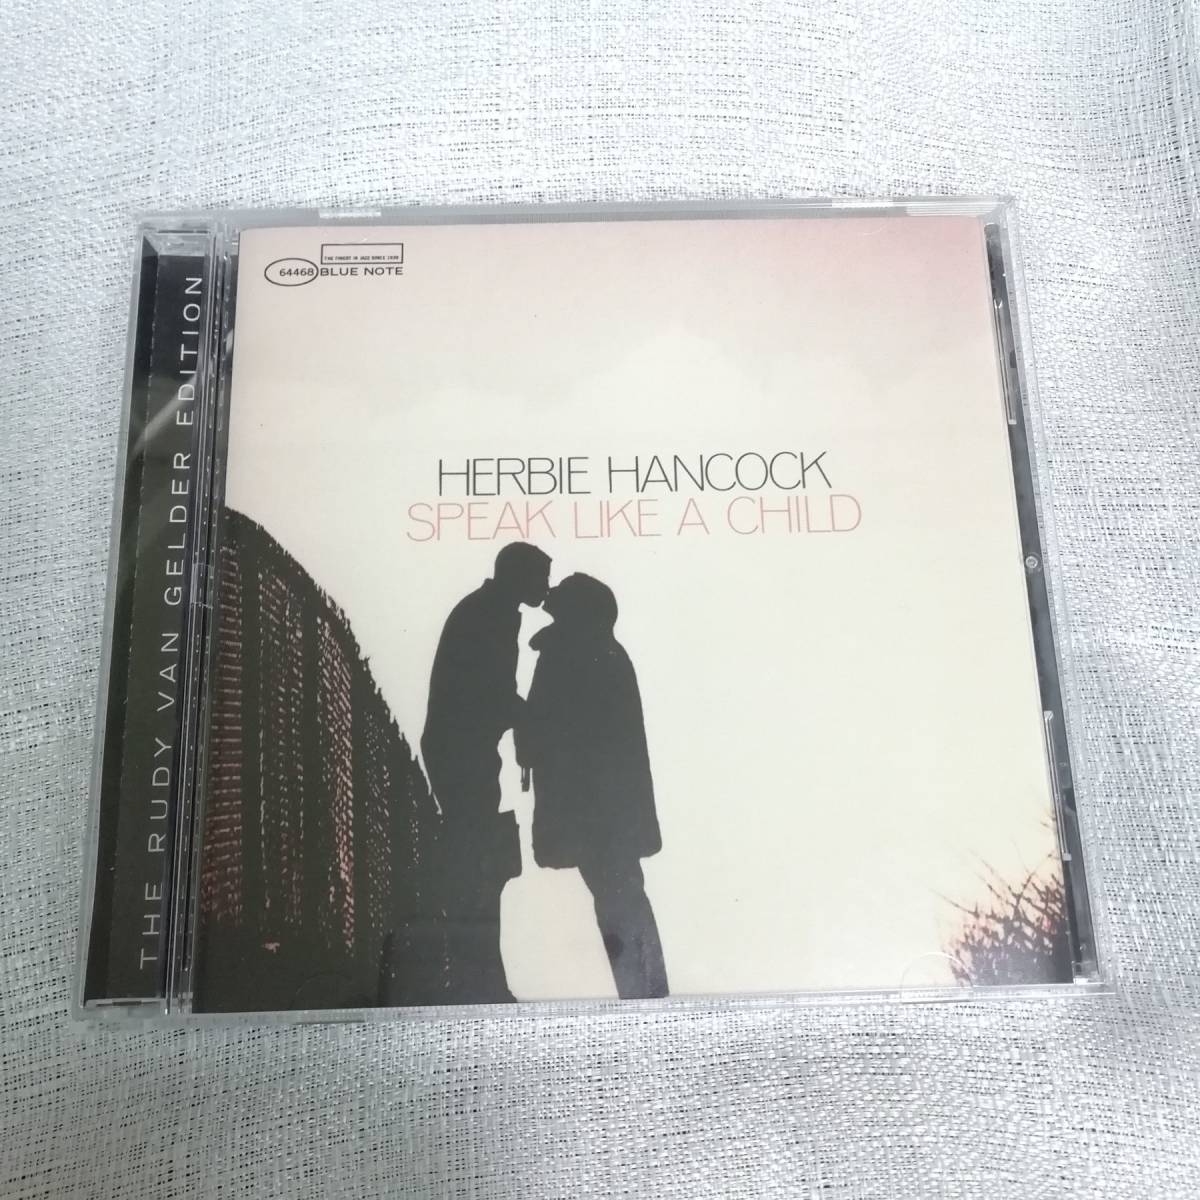 THE RUDY VAN GELDER EDITION
THE FINEST IN JAZZ SINCE 1939
64468 BLUE NOTE
HERBIE HANCOCK
SPEAK LIKE A CHILD